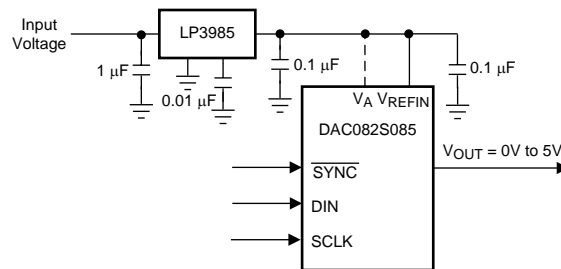 Input
Voltage
LP3985
1 μF
0.01 μF
0.1 μF
0.1 μF
VA VREFIN
DAC082S085
SYNC
VOUT = 0V to 5V
DIN
SCLK